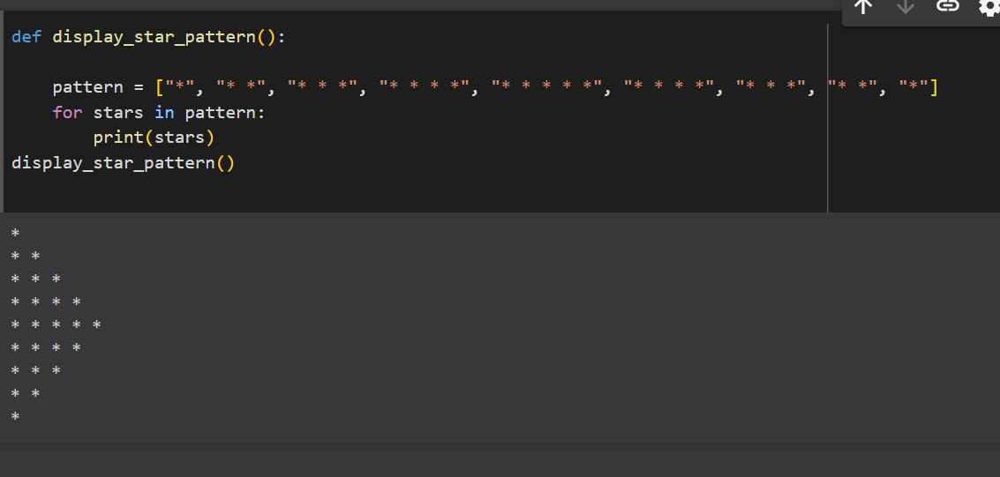 def display_star_pattern():
    pattern = ["*", "* *", "* * *", "* * * *", "* * * * *", "* * * *", "* * *", "* *", "*"]
    for stars in pattern:
        print(stars)
display_star_pattern()
*
* *
* * *
* * * *
* * * * *
* * * *
* * *
* *
*